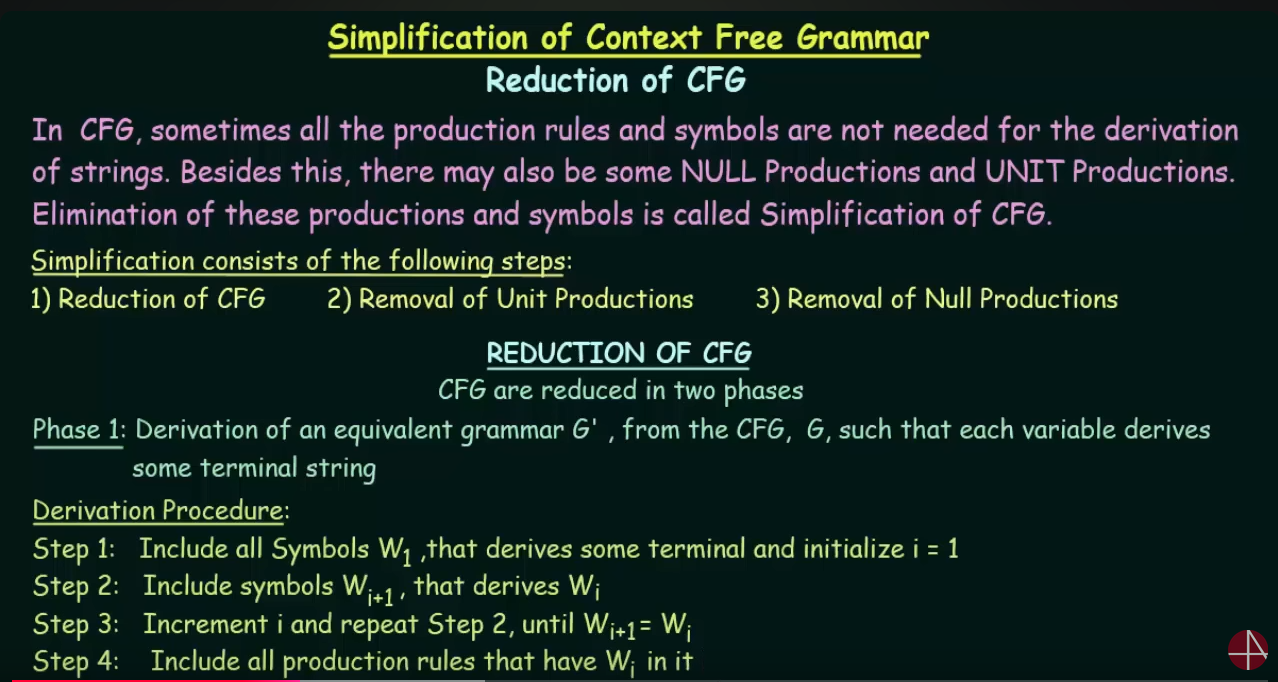 Simplification of Context Free Grammar
Reduction of CFG
In CFG, sometimes all the production rules and symbols are not needed for the derivation
of strings. Besides this, there may also be some NULL Productions and UNIT Productions.
Elimination of these productions and symbols is called Simplification of CFG.
Simplification consists of the following steps:
1) Reduction of CFG 2) Removal of Unit Productions 3) Removal of Null Productions
REDUCTION OF CFG
CFG are reduced in two phases
Phase 1: Derivation of an equivalent grammar G' , from the CFG, G, such that each variable derives
some terminal string
Derivation Procedure:
Step 1: Include all Symbols W₁ ,that derives some terminal and initialize i = 1
Step 2: Include symbols Wᵢ₊₁ , that derives Wᵢ
Step 3: Increment i and repeat Step 2, until Wᵢ₊₁= Wᵢ
Step 4: Include all production rules that have Wᵢ in it